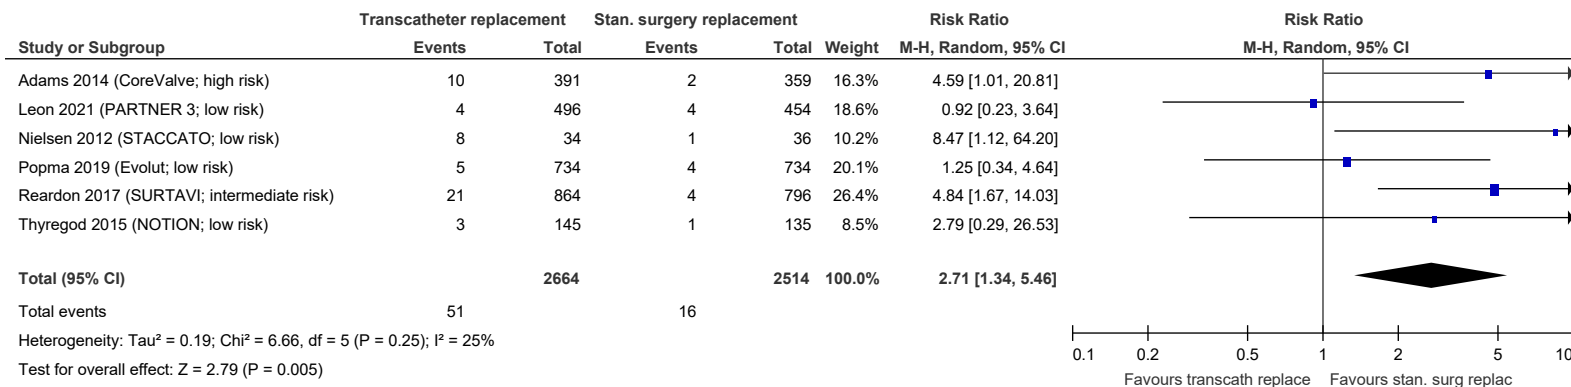 Transcatheter replacement Stan. surgery replacement Risk Ratio Risk Ratio
Study or Subgroup Events Total Events Total Weight M-H, Random, 95% CI M-H, Random, 95% CI
Adams 2014 (CoreValve; high risk) 10 391 2 359 16.3% 4.59 [1.01, 20.81]
Leon 2021 (PARTNER 3; low risk) 4 496 4 454 18.6% 0.92 [0.23, 3.64]
Nielsen 2012 (STACCATO; low risk) 8 34 1 36 10.2% 8.47 [1.12, 64.20]
Popma 2019 (Evolut; low risk) 5 734 4 734 20.1% 1.25 [0.34, 4.64]
Reardon 2017 (SURTAVI; intermediate risk) 21 864 4 796 26.4% 4.84 [1.67, 14.03]
Thyregod 2015 (NOTION; low risk) 3 145 1 135 8.5% 2.79 [0.29, 26.53]
Total (95% CI) 2664 2514 100.0% 2.71 [1.34, 5.46]
Total events 51 16
Heterogeneity: Tau² = 0.19; Chi² = 6.66, df = 5 (P = 0.25); I² = 25%
Test for overall effect: Z = 2.79 (P = 0.005)
0.1 0.2 0.5 1 2 5 10
Favours transcath replace Favours stan. surg replac